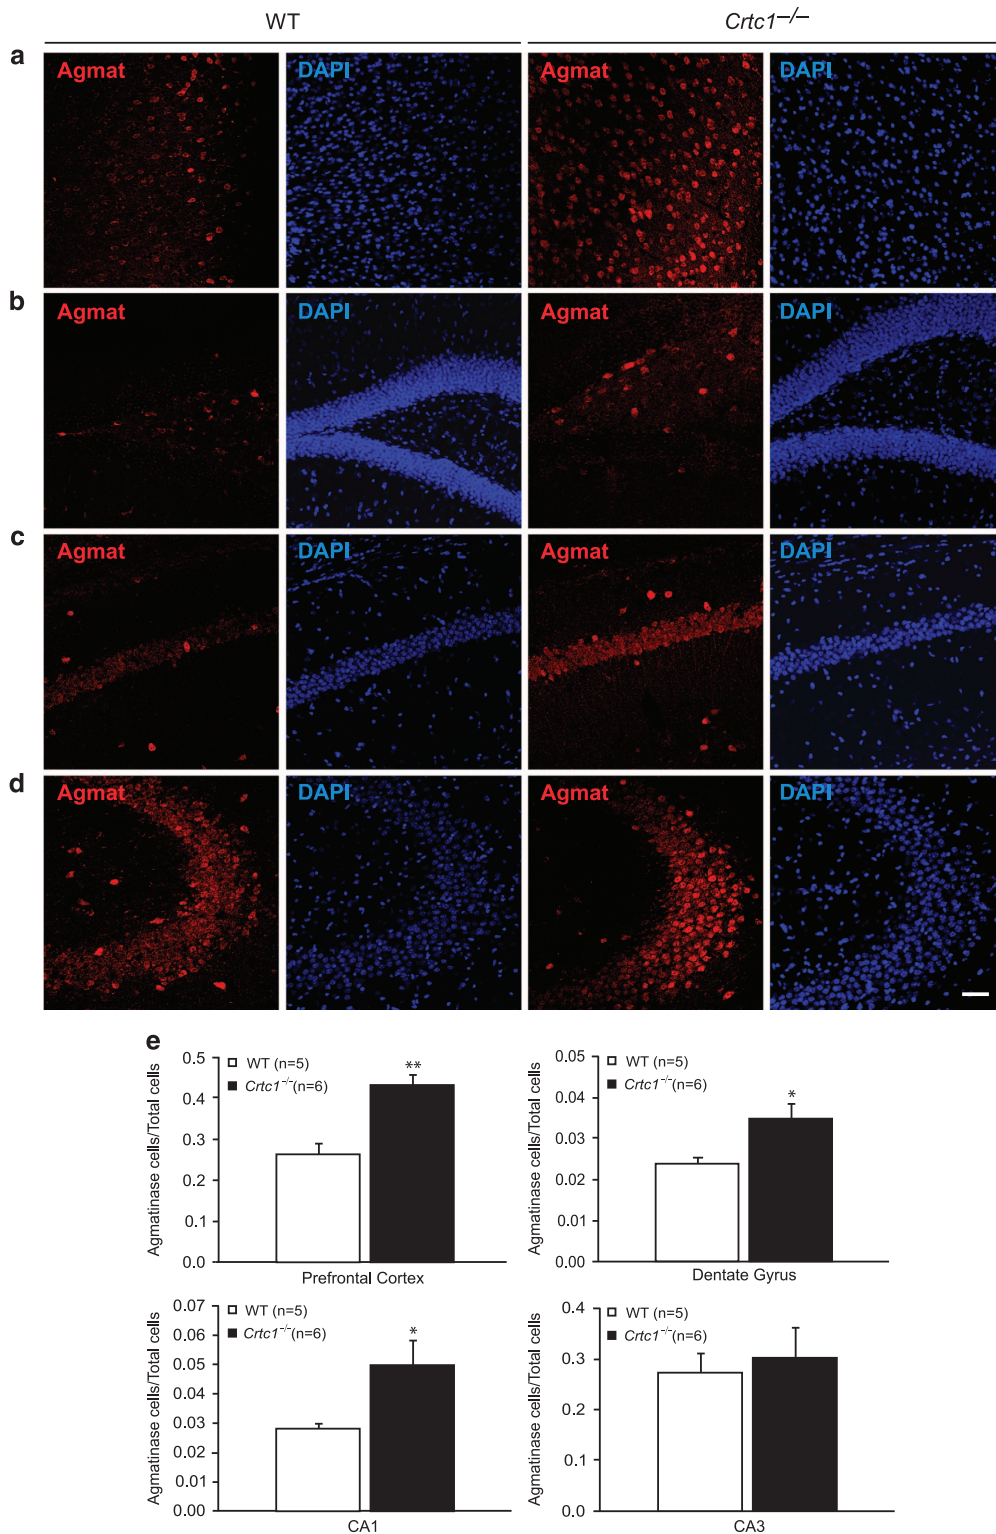 WT
Crtc1−/−
a
Agmat
DAPI
Agmat
DAPI
b
Agmat
DAPI
Agmat
DAPI
c
Agmat
DAPI
Agmat
DAPI
d
Agmat
DAPI
Agmat
DAPI
e
Agmatinase cells/Total cells
0.5
0.4
0.3
0.2
0.1
0.0
WT (n=5)
Crtc1−/−(n=6)
**
Prefrontal Cortex
Agmatinase cells/Total cells
0.05
0.04
0.03
0.02
0.01
0.00
WT (n=5)
Crtc1−/−(n=6)
*
Dentate Gyrus
Agmatinase cells/Total cells
0.07
0.06
0.05
0.04
0.03
0.02
0.01
0.00
WT (n=5)
Crtc1−/−(n=6)
*
CA1
Agmatinase cells/Total cells
0.4
0.3
0.2
0.1
0
WT (n=5)
Crtc1−/−(n=6)
CA3